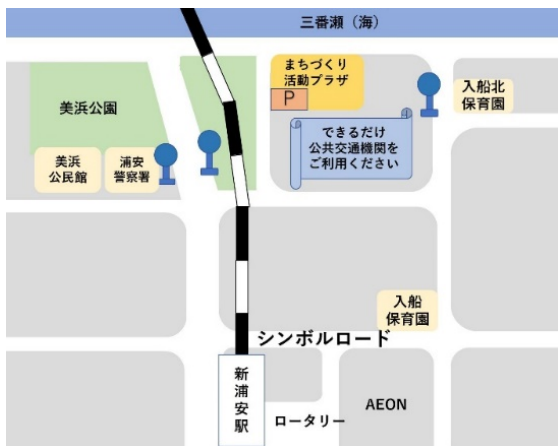 三番瀬（海）
まちづくり
活動プラザ
P
美浜公園
入船北
保育園
できるだけ
公共交通機関を
ご利用ください
美浜
公民館
浦安
警察署
入船
保育園
シンボルロード
新浦安駅
ロータリー
AEON